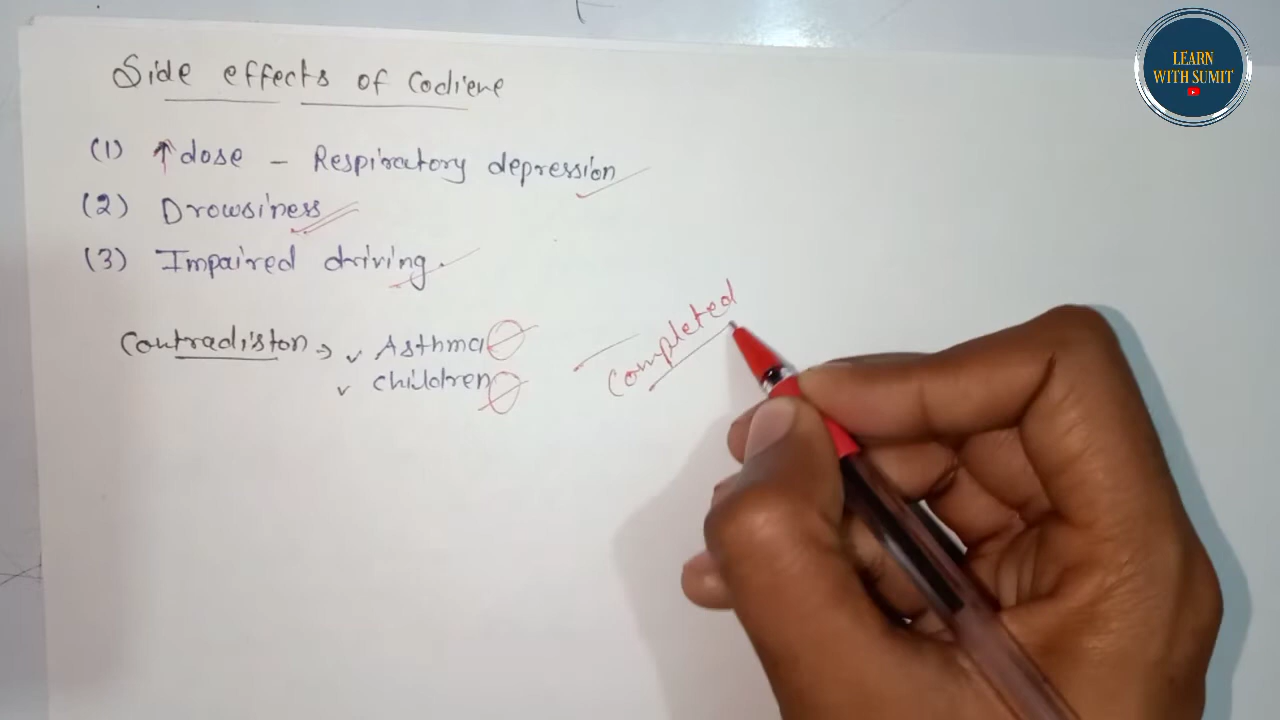 Side effects of Codiene
(1) ↑ dose - Respiratory depression
(2) Drowsiness
(3) Impaired driving.
Contradiston → ✓ Asthma
✓ children
Completed
LEARN
WITH SUMIT